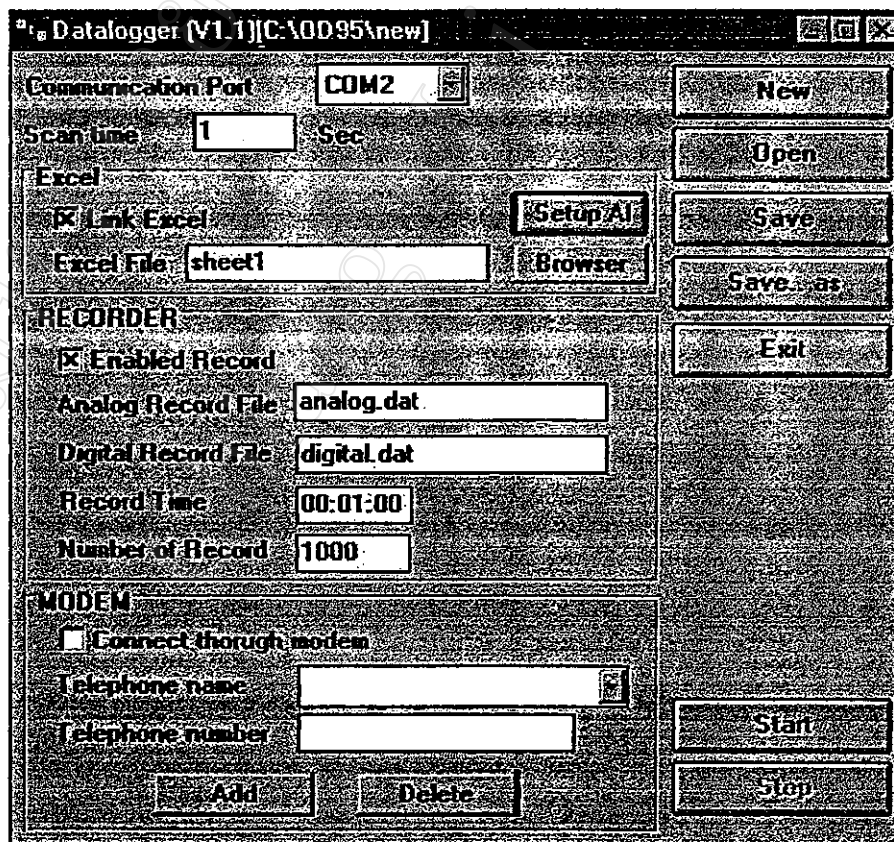 Datalogger (V1.1)[C:\OD95\new]
Communication Port COM2
Scan time 1 Sec
Excel
Link Excel Setup AI
Excel File sheet1 Browser
RECORDER
Enabled Record
Analog Record File analog.dat
Digital Record File digital.dat
Record Time 00:01:00
Number of Record 1000
MODEM
Connect thorugh modem
Telephone name
Telephone number
Add Delete
New
Open
Save
Save...as
Exit
Start
Stop